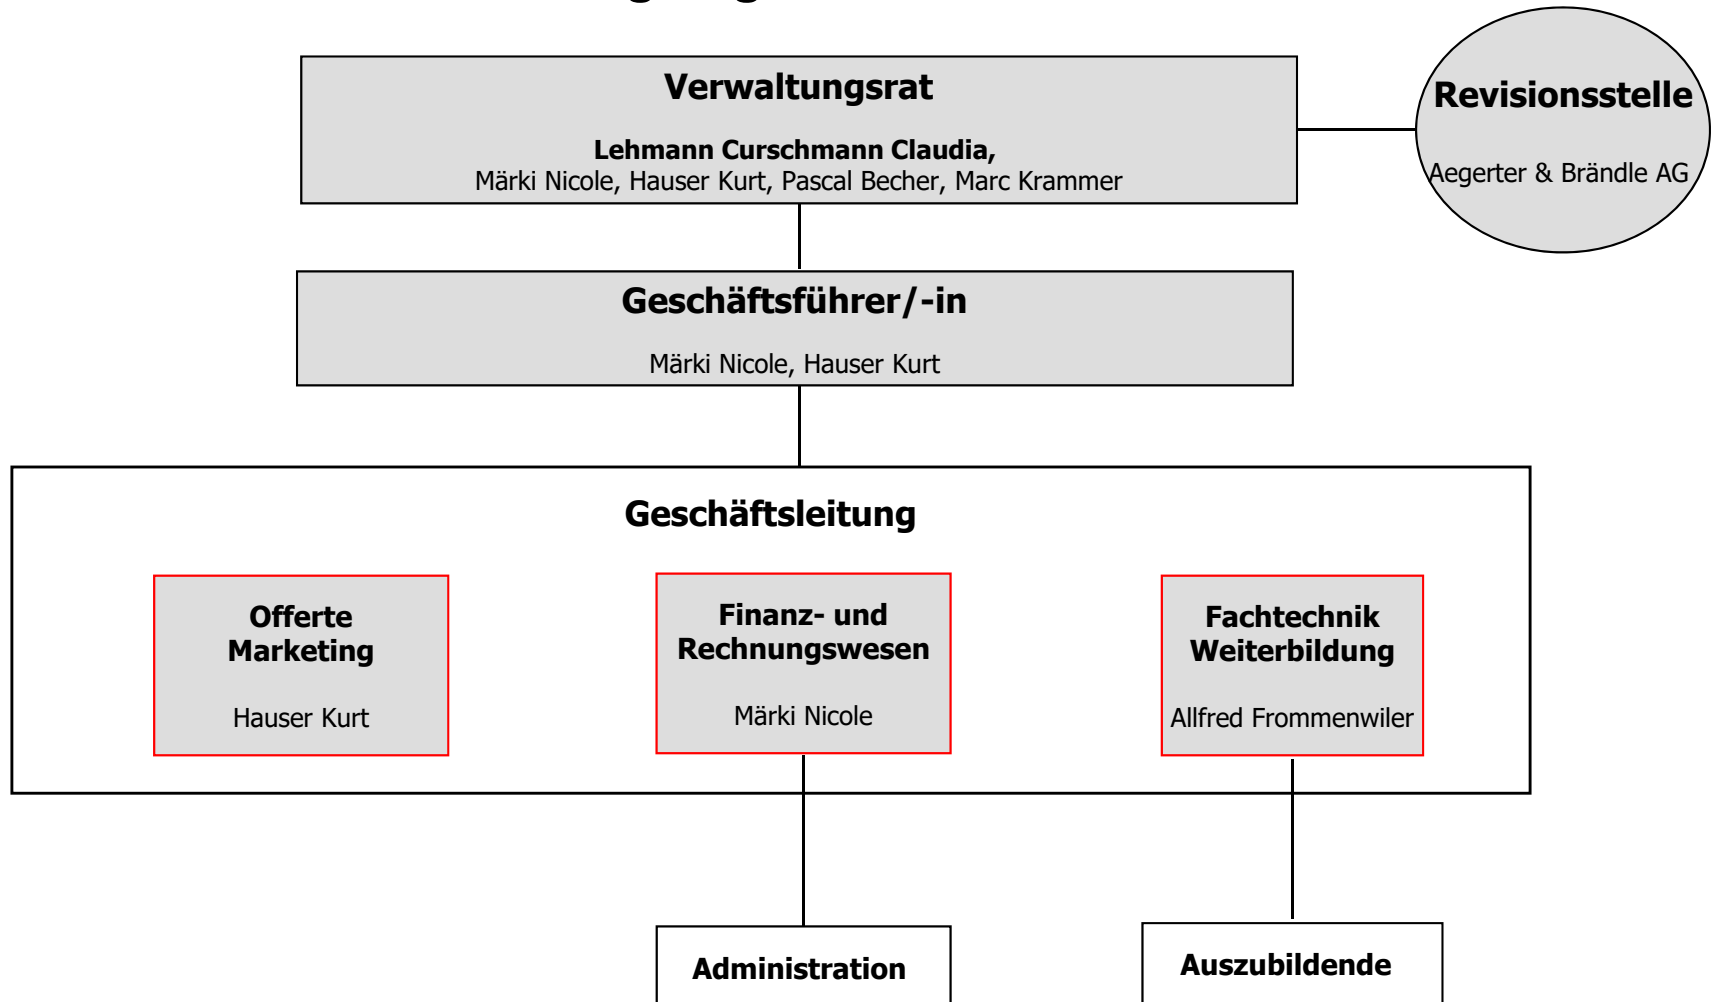 Verwaltungsrat
Lehmann Curschmann Claudia,
Märki Nicole, Hauser Kurt, Pascal Becher, Marc Krammer
Revisionsstelle
Aegerter & Brändle AG
Geschäftsführer/-in
Märki Nicole, Hauser Kurt
Geschäftsleitung
Offerte
Marketing
Hauser Kurt
Finanz- und
Rechnungswesen
Märki Nicole
Fachtechnik
Weiterbildung
Allfred Frommenwiler
Administration
Auszubildende